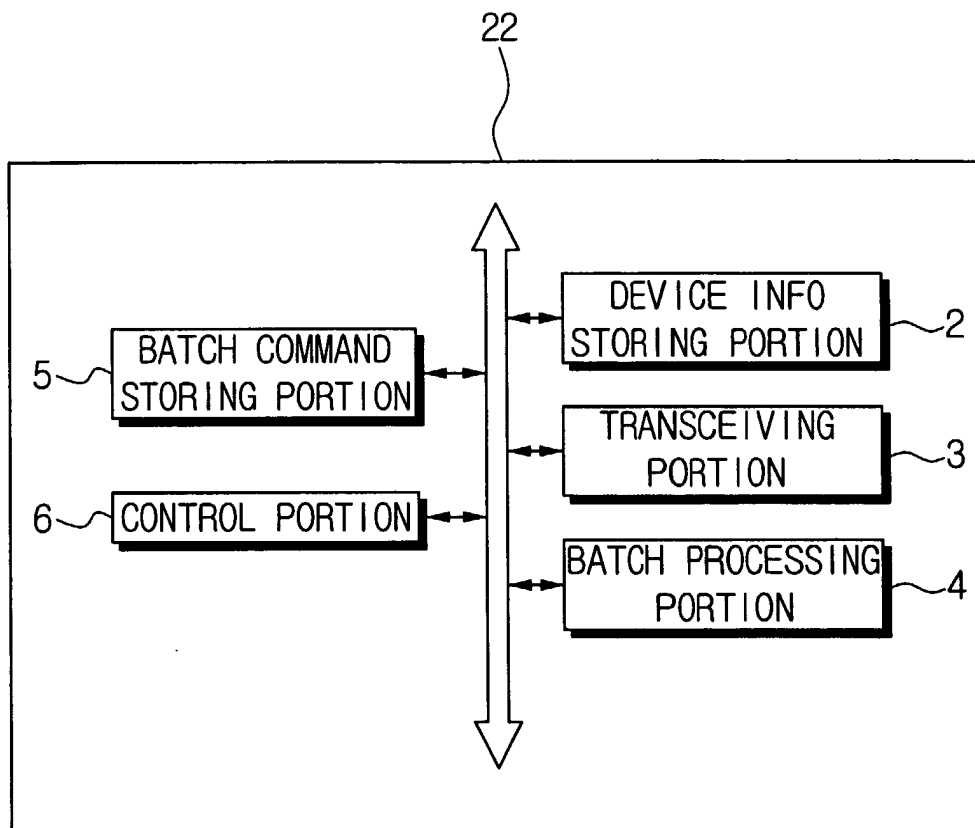 22
DEVICE INFO
STORING PORTION
2
BATCH COMMAND
STORING PORTION
5
TRANSCEIVING
PORTION
3
CONTROL PORTION
6
BATCH PROCESSING
PORTION
4